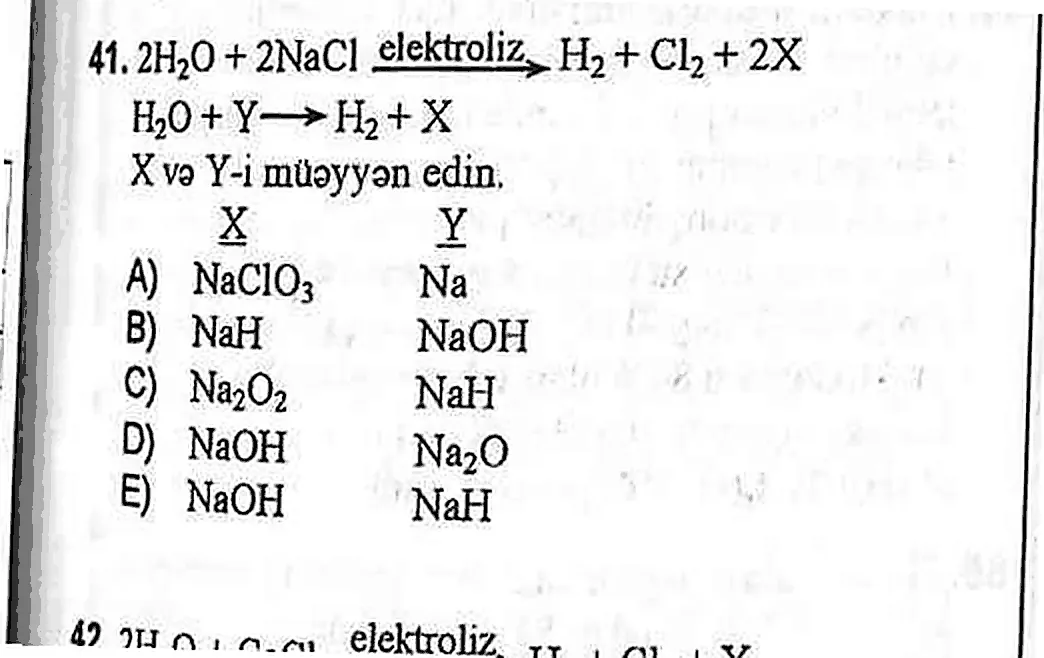 41. 2H₂O + 2NaCl elektroliz → H₂ + Cl₂ + 2X
H₂O + Y → H₂ + X
X və Y-i müəyyən edin.
X Y
A) NaClO₃ Na
B) NaH NaOH
C) Na₂O₂ NaH
D) NaOH Na₂O
E) NaOH NaH
42 elektroliz